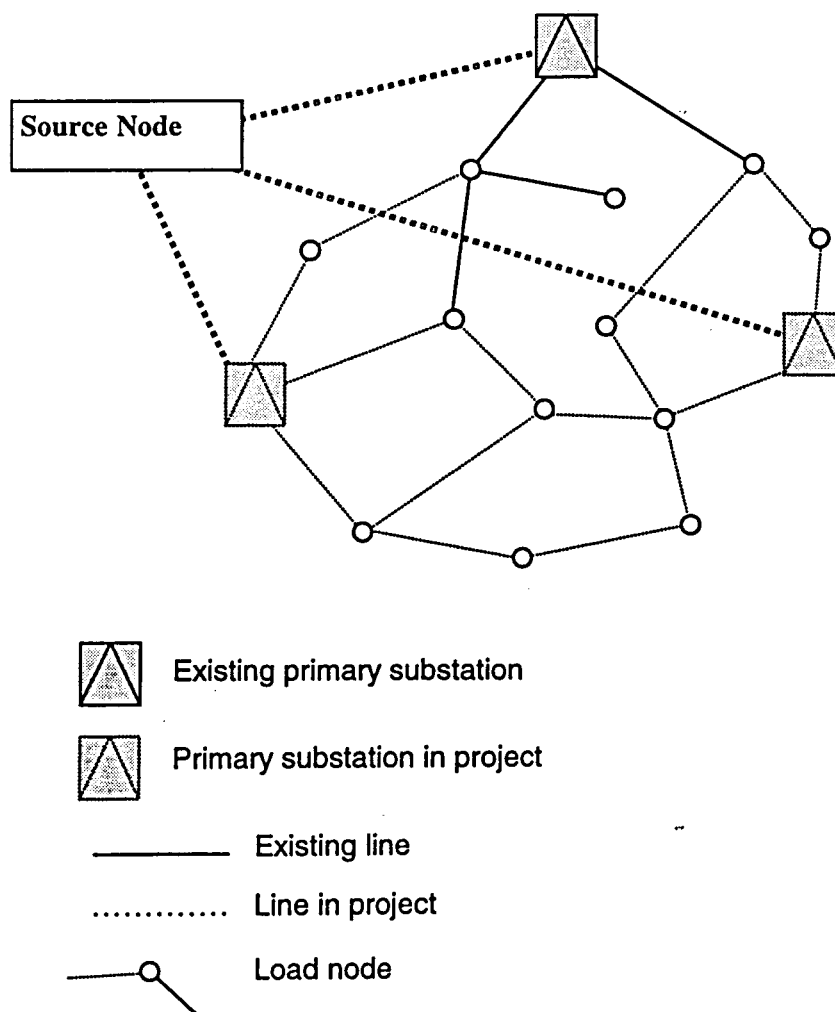 Source Node
Existing primary substation
Primary substation in project
Existing line
Line in project
Load node